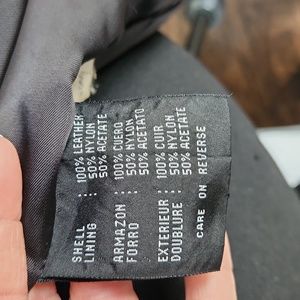 SHELL : 100% LEATHER
LINING : 50% NYLON
50% ACETATE
ARMAZON : 100% CUERO
FORRO : 50% NYLON
50% ACETATO
EXTERIEUR : 100% CUIR
DOUBLURE : 50% NYLON
50% ACETATE
CARE ON REVERSE